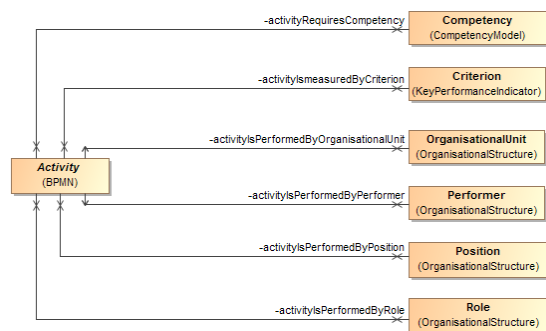 -activityRequiresCompetency
Competency
(CompetencyModel)
-activityIsmeasuredByCriterion
Criterion
(KeyPerformanceIndicator)
-activityIsPerformedByOrganisationalUnit
OrganisationalUnit
(OrganisationalStructure)
Activity
(BPMN)
-activityIsPerformedByPerformer
Performer
(OrganisationalStructure)
-activityIsPerformedByPosition
Position
(OrganisationalStructure)
-activityIsPerformedByRole
Role
(OrganisationalStructure)